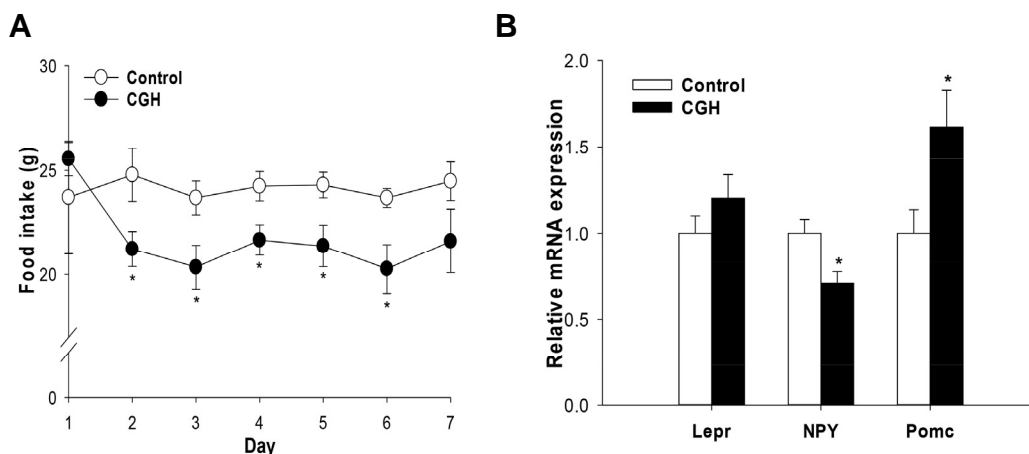 A
Food intake (g)
30
25
20
0
Control
CGH
*
*
*
*
*
1 2 3 4 5 6 7
Day
B
Relative mRNA expression
2.0
1.5
1.0
0.5
0.0
Control
CGH
*
*
Lepr NPY Pomc